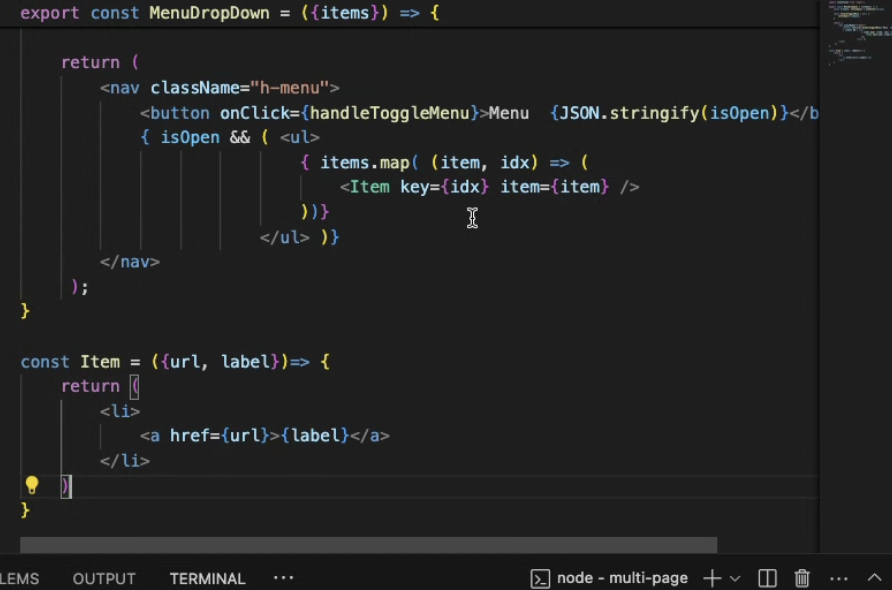 export const MenuDropDown = ({items}) => {
return (
<nav className="h-menu">
<button onClick={handleToggleMenu}>Menu  {JSON.stringify(isOpen)}</b
{ isOpen && ( <ul>
{ items.map( (item, idx) => (
<Item key={idx} item={item} />
))}
</ul> )}
</nav>
);
}
const Item = ({url, label})=> {
return (
<li>
<a href={url}>{label}</a>
</li>
)
}
LEMS OUTPUT TERMINAL ··· node - multi-page ···